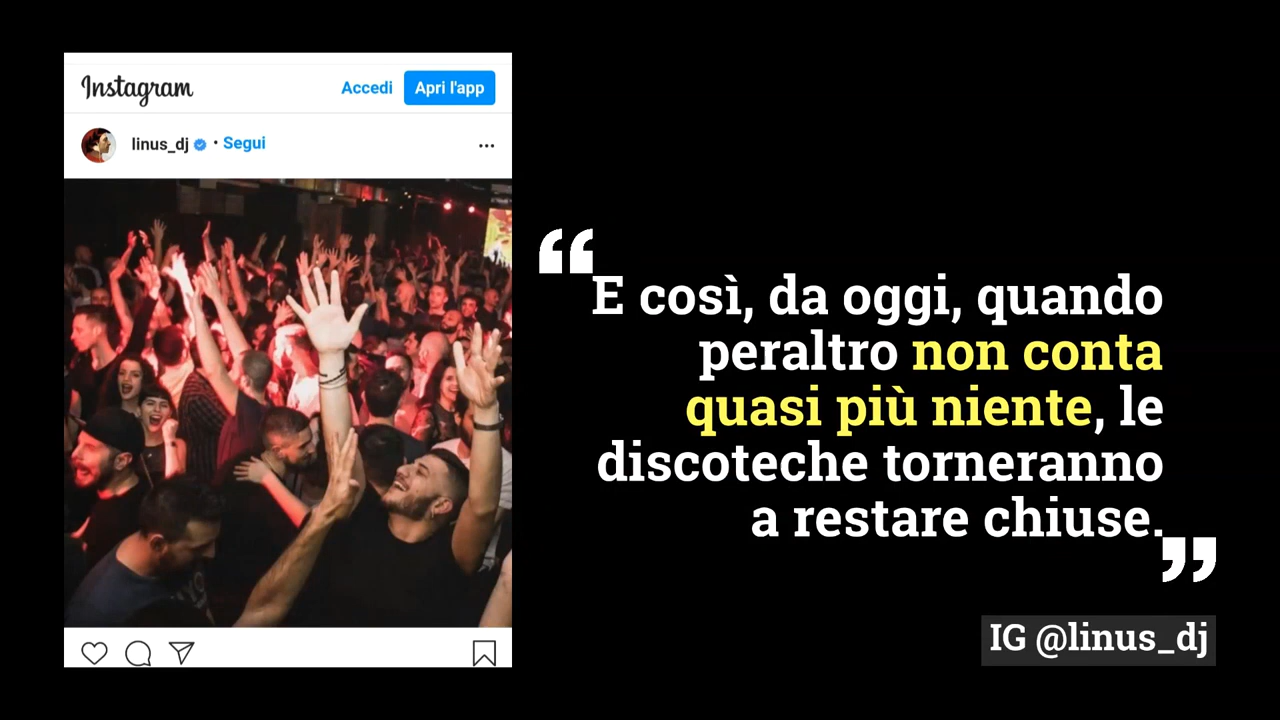 Instagram
Accedi
Apri l'app
linus_dj • Segui
“E così, da oggi, quando
peraltro non conta
quasi più niente, le
discoteche torneranno
a restare chiuse.”
IG @linus_dj